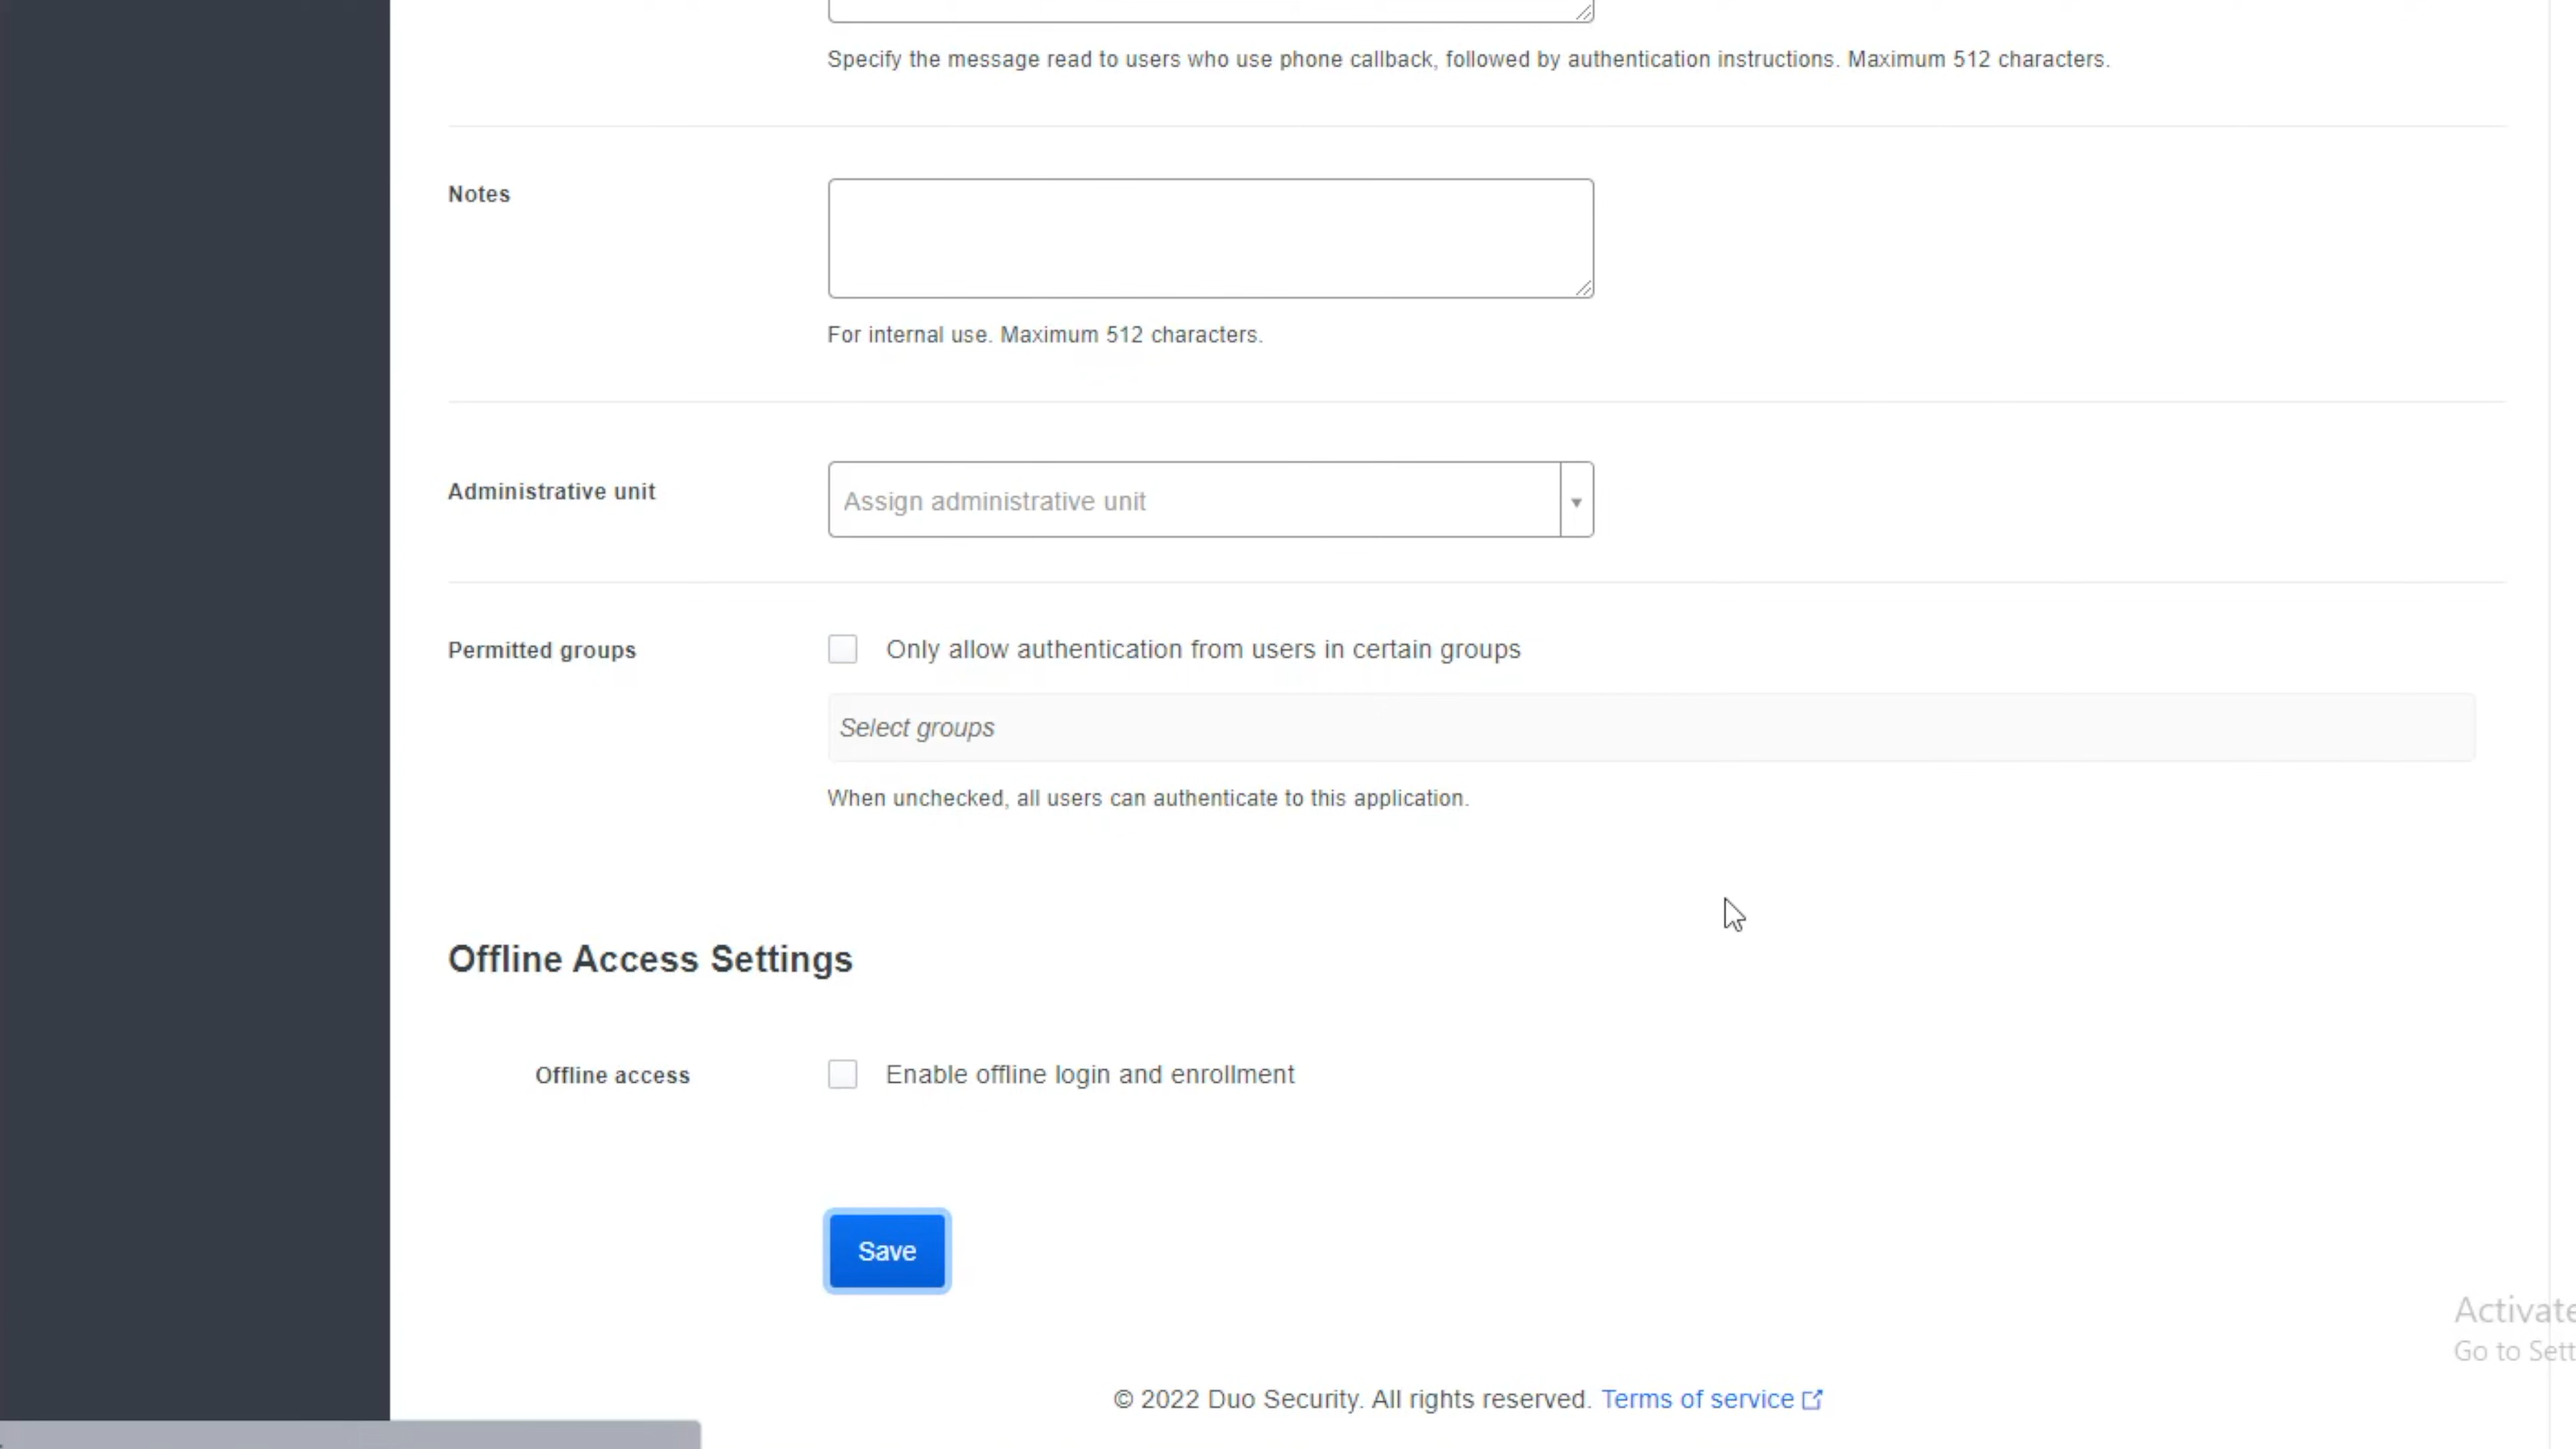 Specify the message read to users who use phone callback, followed by authentication instructions. Maximum 512 characters.
Notes
For internal use. Maximum 512 characters.
Administrative unit
Assign administrative unit
Permitted groups
Only allow authentication from users in certain groups
Select groups
When unchecked, all users can authenticate to this application.
Offline Access Settings
Offline access
Enable offline login and enrollment
Save
Activate
Go to Sett
© 2022 Duo Security. All rights reserved. Terms of service